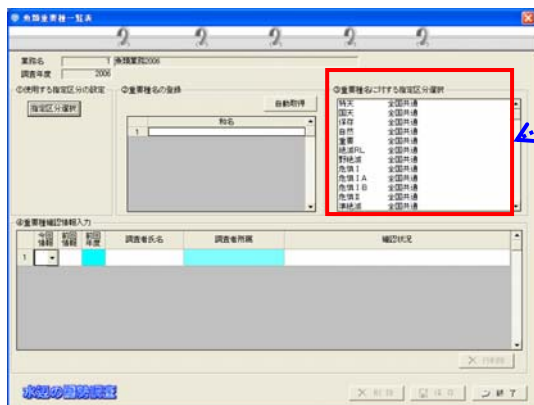 魚類重要種一覧表
業務名 1 魚類業務2006
調査年度 2006
①使用する指定区分の設定
指定区分選択
②重要種名の登録
自動取得
和名
1
③重要種名に対する指定区分選択
特天 全国共通
国天 全国共通
保存 全国共通
自然 全国共通
重要 全国共通
絶滅RL 全国共通
野絶滅 全国共通
危惧Ⅰ 全国共通
危惧ⅠA 全国共通
危惧ⅠB 全国共通
危惧Ⅱ 全国共通
準絶滅 全国共通
④重要種確認情報入力
今回情報 前回情報 前回年度 調査者氏名 調査者所属 確認状況
1
行削除
水辺の国勢調査
削除 保存 終了